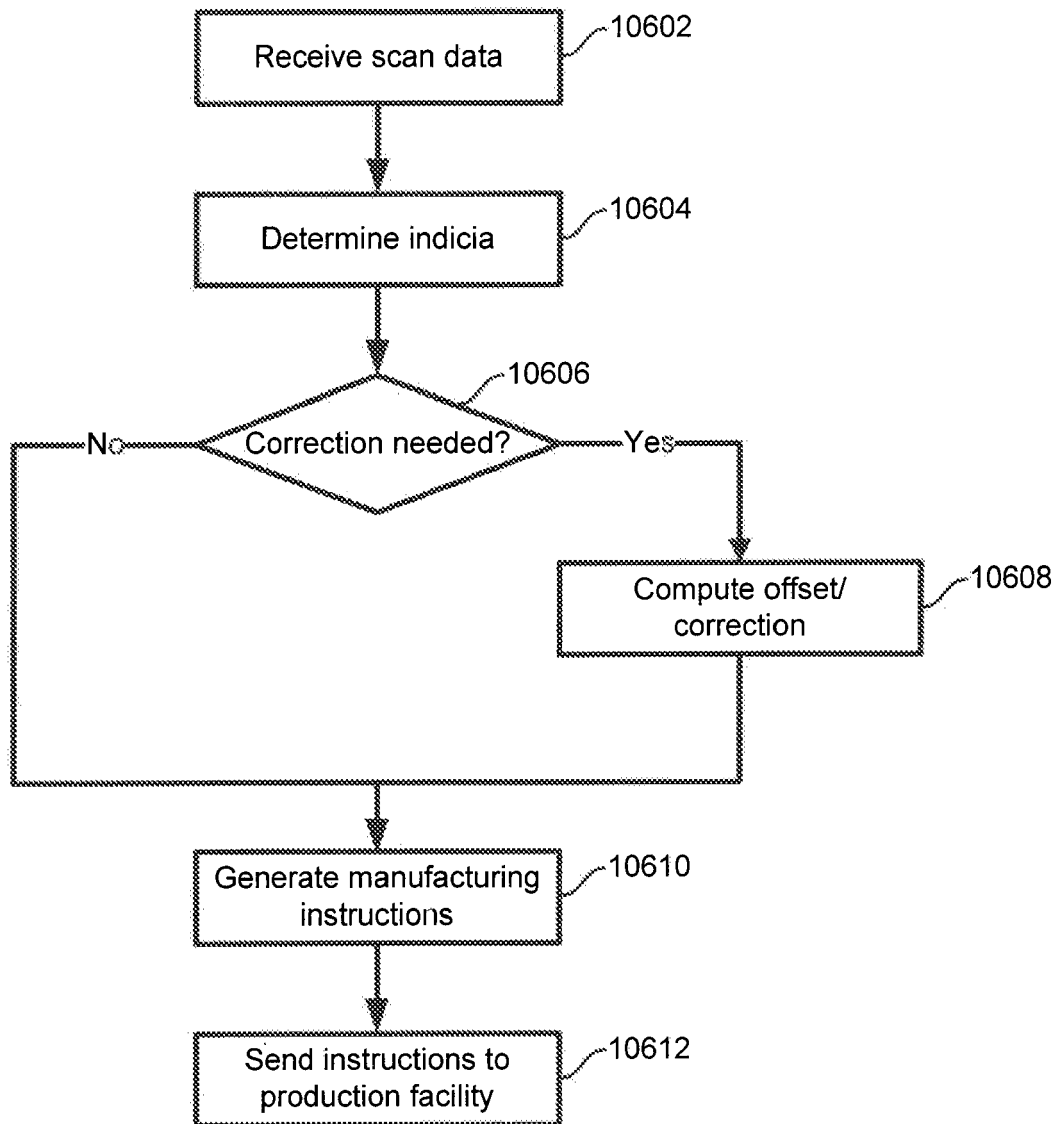 Receive scan data
10602
Determine indicia
10604
10606
No
Correction needed?
Yes
Compute offset/
correction
10608
Generate manufacturing
instructions
10610
Send instructions to
production facility
10612